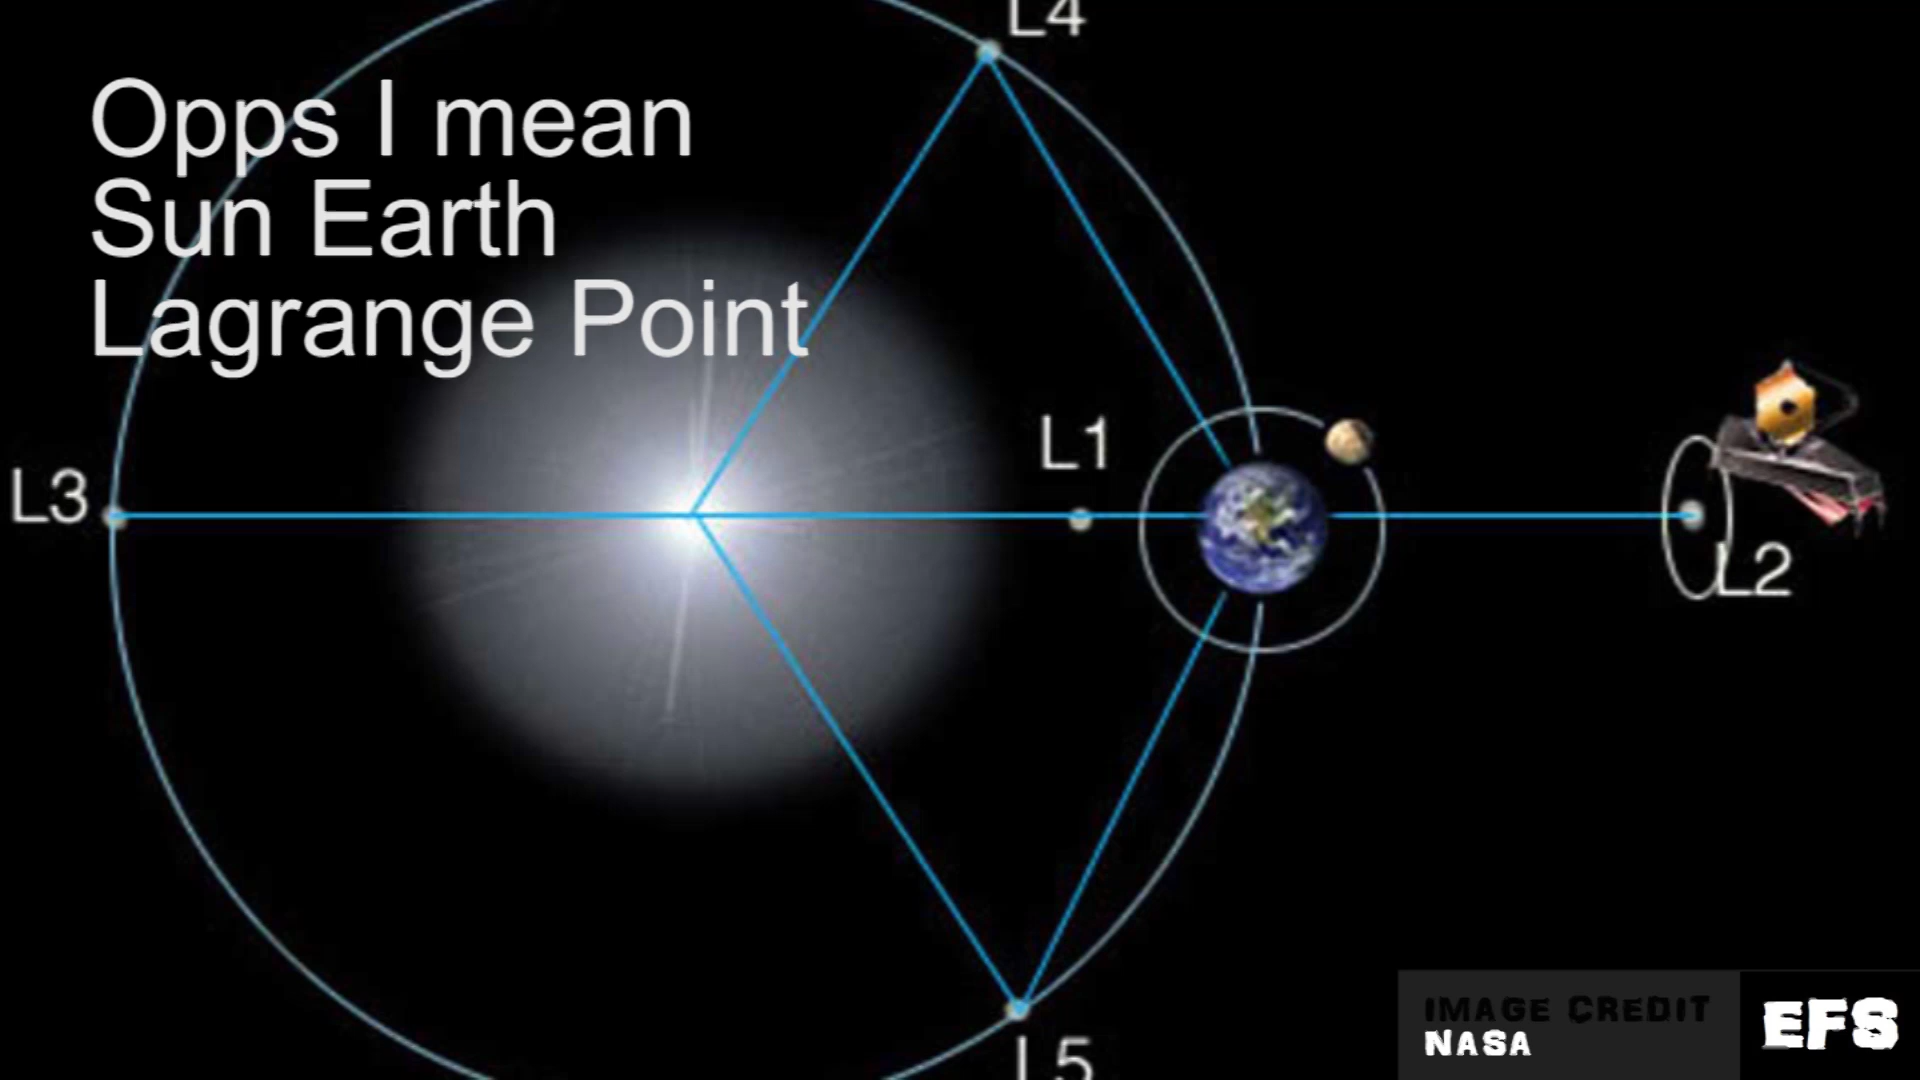 L4
Opps I mean
Sun Earth
Lagrange Point
L1
L3
L2
L5
IMAGE CREDIT
NASA
EFS